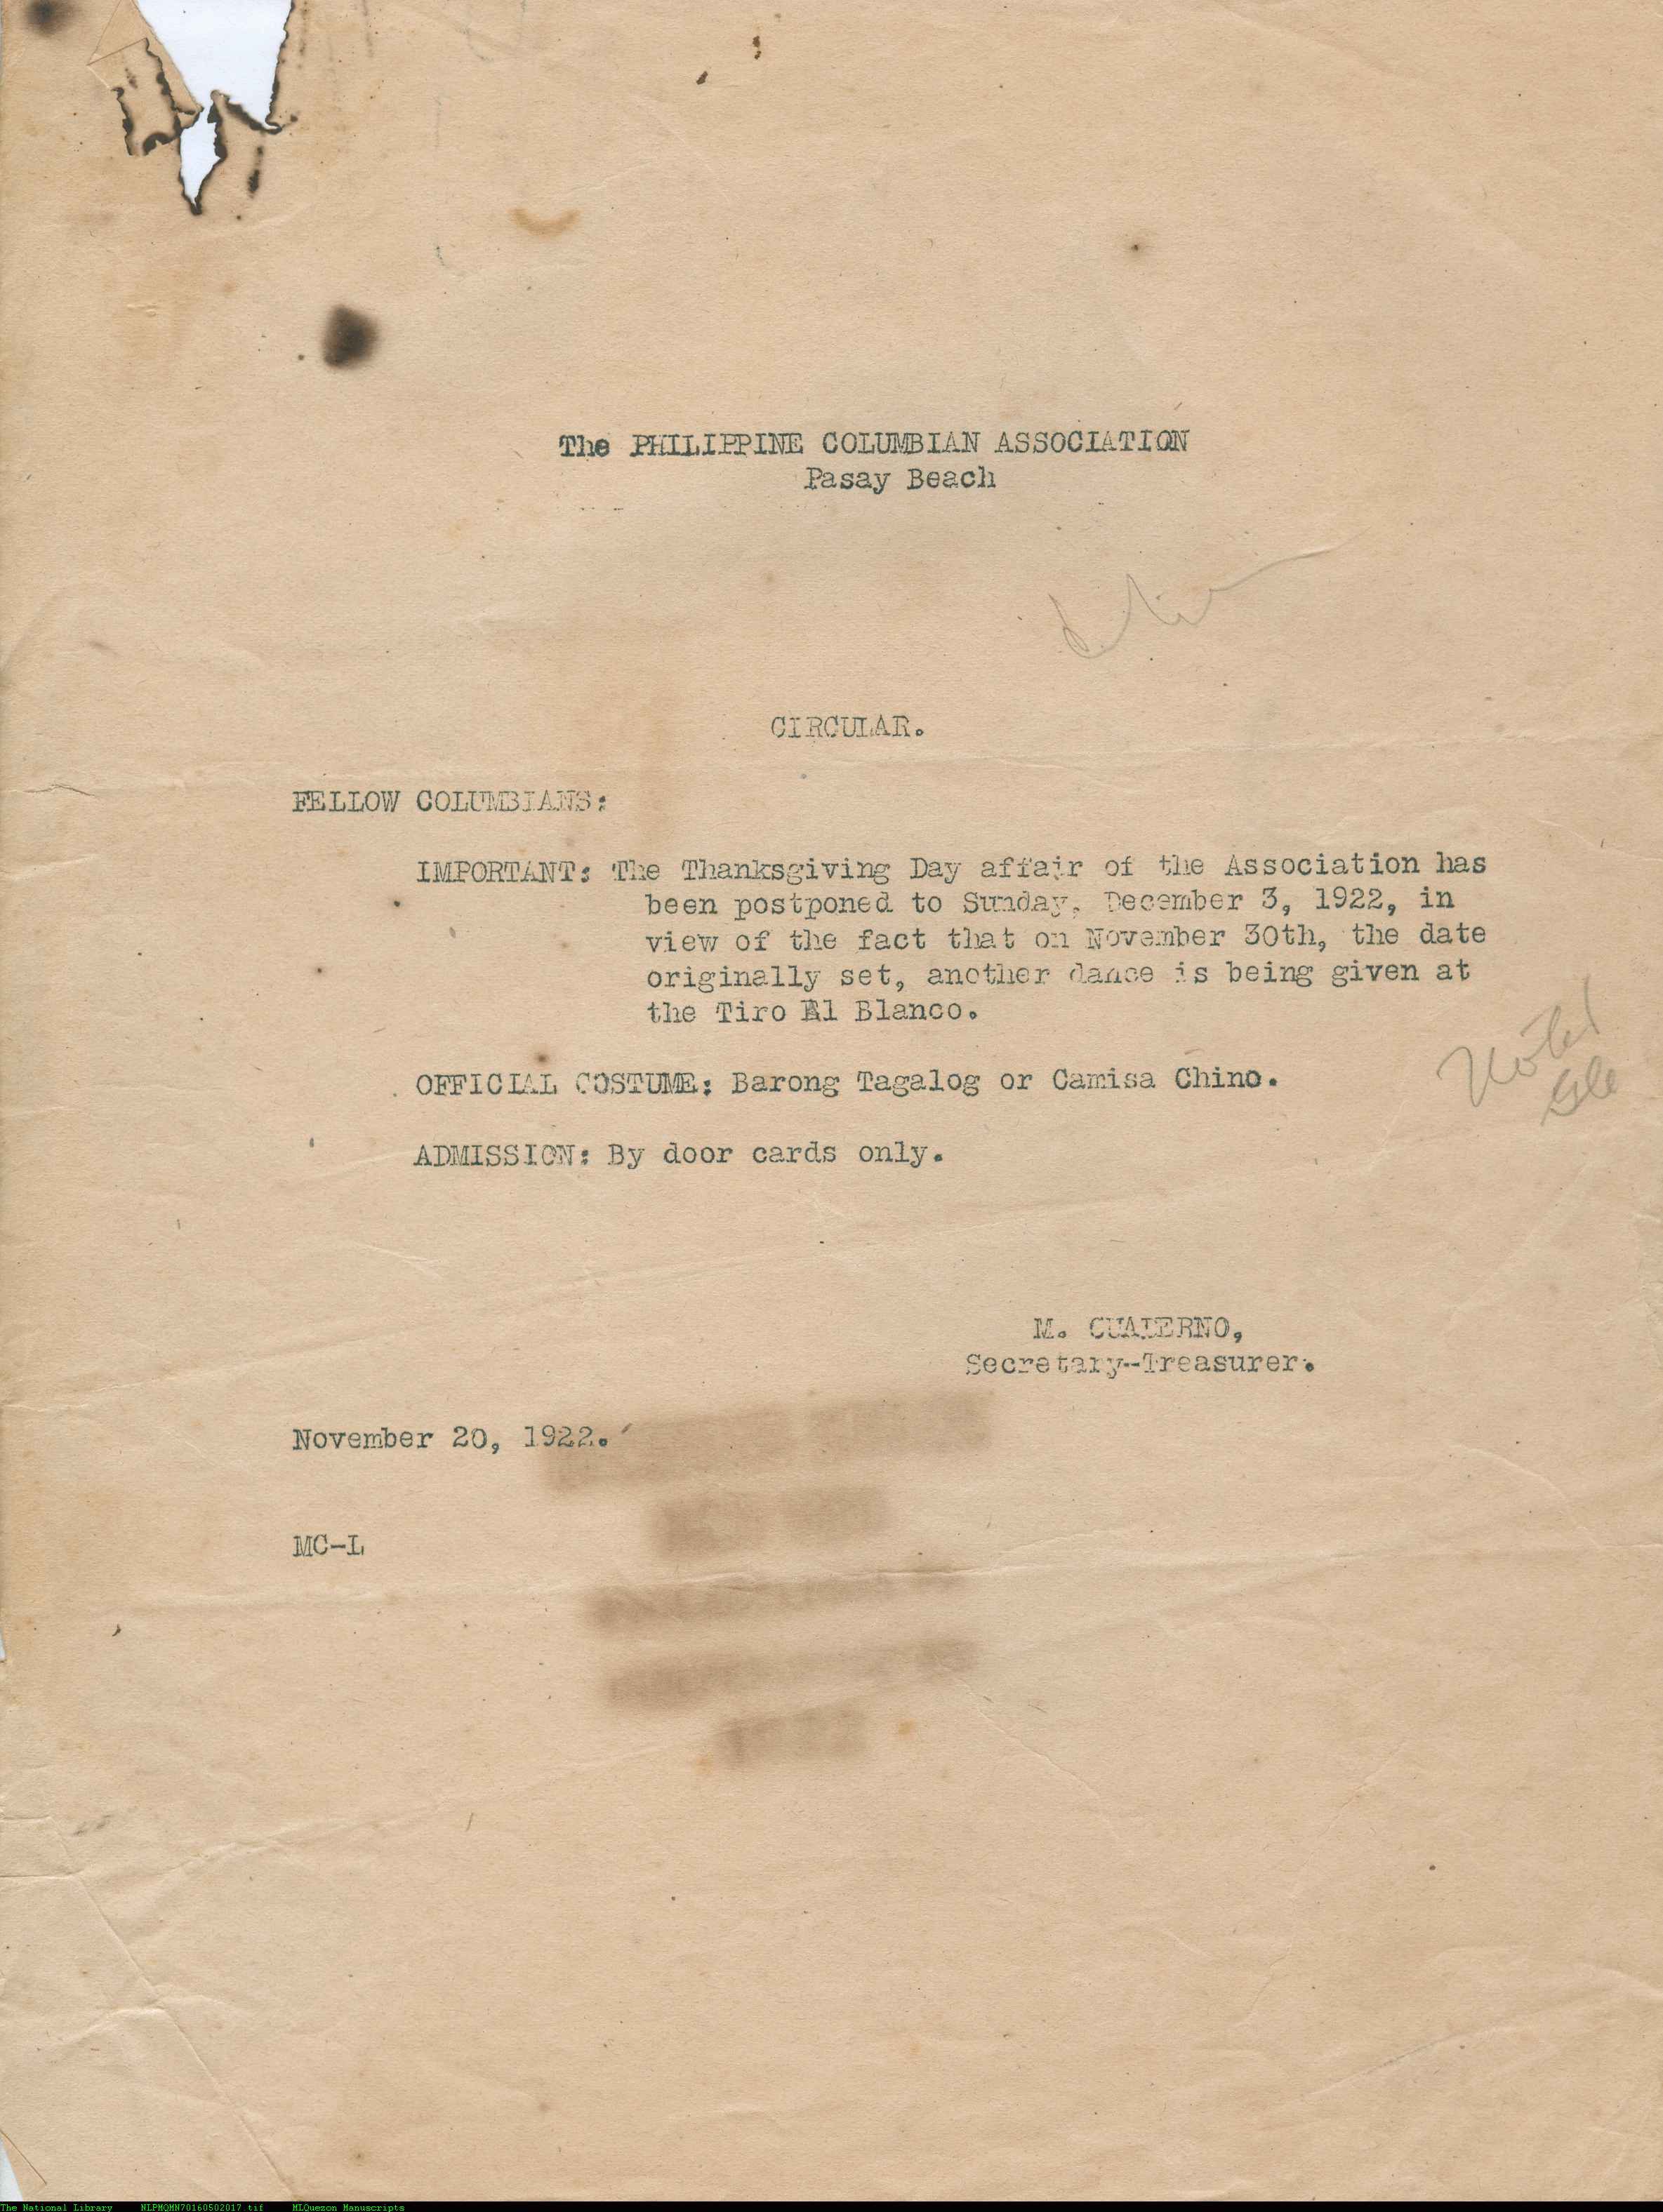 The PHILIPPINE COLUMBIAN ASSOCIATION
Pasay Beach
CIRCULAR.
FELLOW COLUMBIANS:
IMPORTANT: The Thanksgiving Day affair of the Association has
been postponed to Sunday, December 3, 1922, in
view of the fact that on November 30th, the date
originally set, another dance is being given at
the Tiro Al Blanco.
OFFICIAL COSTUME: Barong Tagalog or Camisa Chino.
Noted
ADMISSION: By door cards only.
M. CUADERNO,
Secretary-Treasurer.
November 20, 1922.
MC-L
The National Library NLPMQMN70160502017.tif MLQuezon Manuscripts